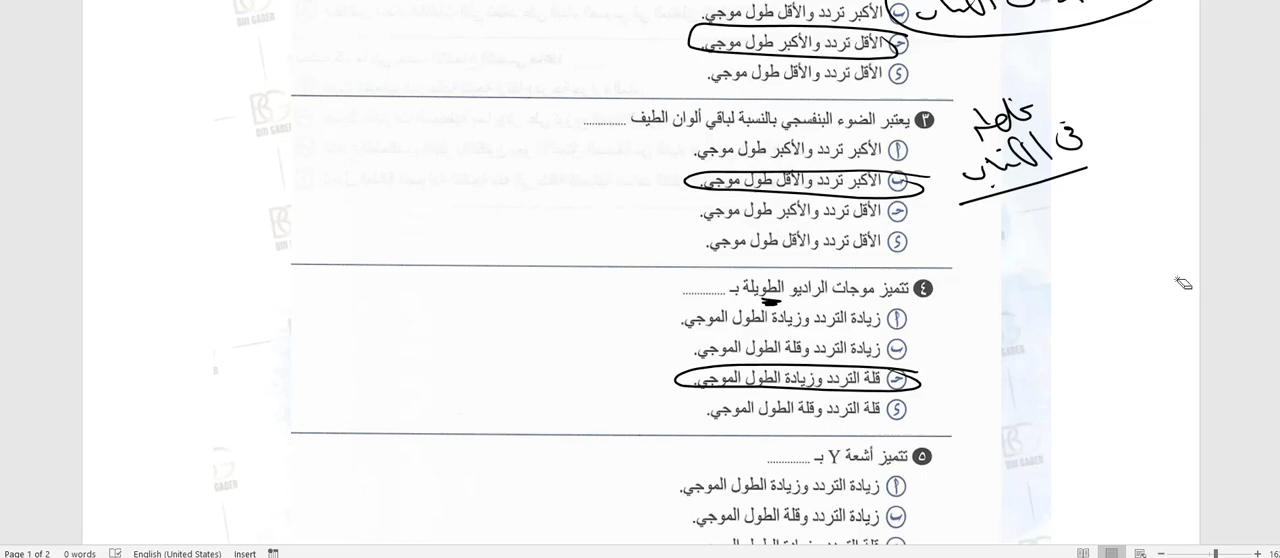 ب الأكبر تردد والأقل طول موجي.
ج الأقل تردد والأكبر طول موجي.
د الأقل تردد والأقل طول موجي.
غلطه
في الكتاب
٣ يعتبر الضوء البنفسجي بالنسبة لباقي ألوان الطيف ..............
أ الأكبر تردد والأكبر طول موجي.
ب الأكبر تردد والأقل طول موجي.
ج الأقل تردد والأكبر طول موجي.
د الأقل تردد والأقل طول موجي.
٤ تتميز موجات الراديو الطويلة بـ ..............
أ زيادة التردد وزيادة الطول الموجي.
ب زيادة التردد وقلة الطول الموجي.
ج قلة التردد وزيادة الطول الموجي.
د قلة التردد وقلة الطول الموجي.
٥ تتميز أشعة Y بـ ..............
أ زيادة التردد وزيادة الطول الموجي.
ب زيادة التردد وقلة الطول الموجي.
Page 1 of 2 0 words English (United States) Insert